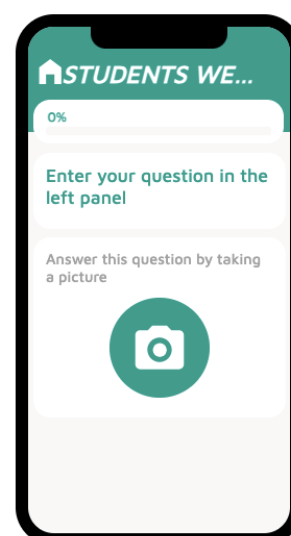 STUDENTS WE...
0%
Enter your question in the
left panel
Answer this question by taking
a picture